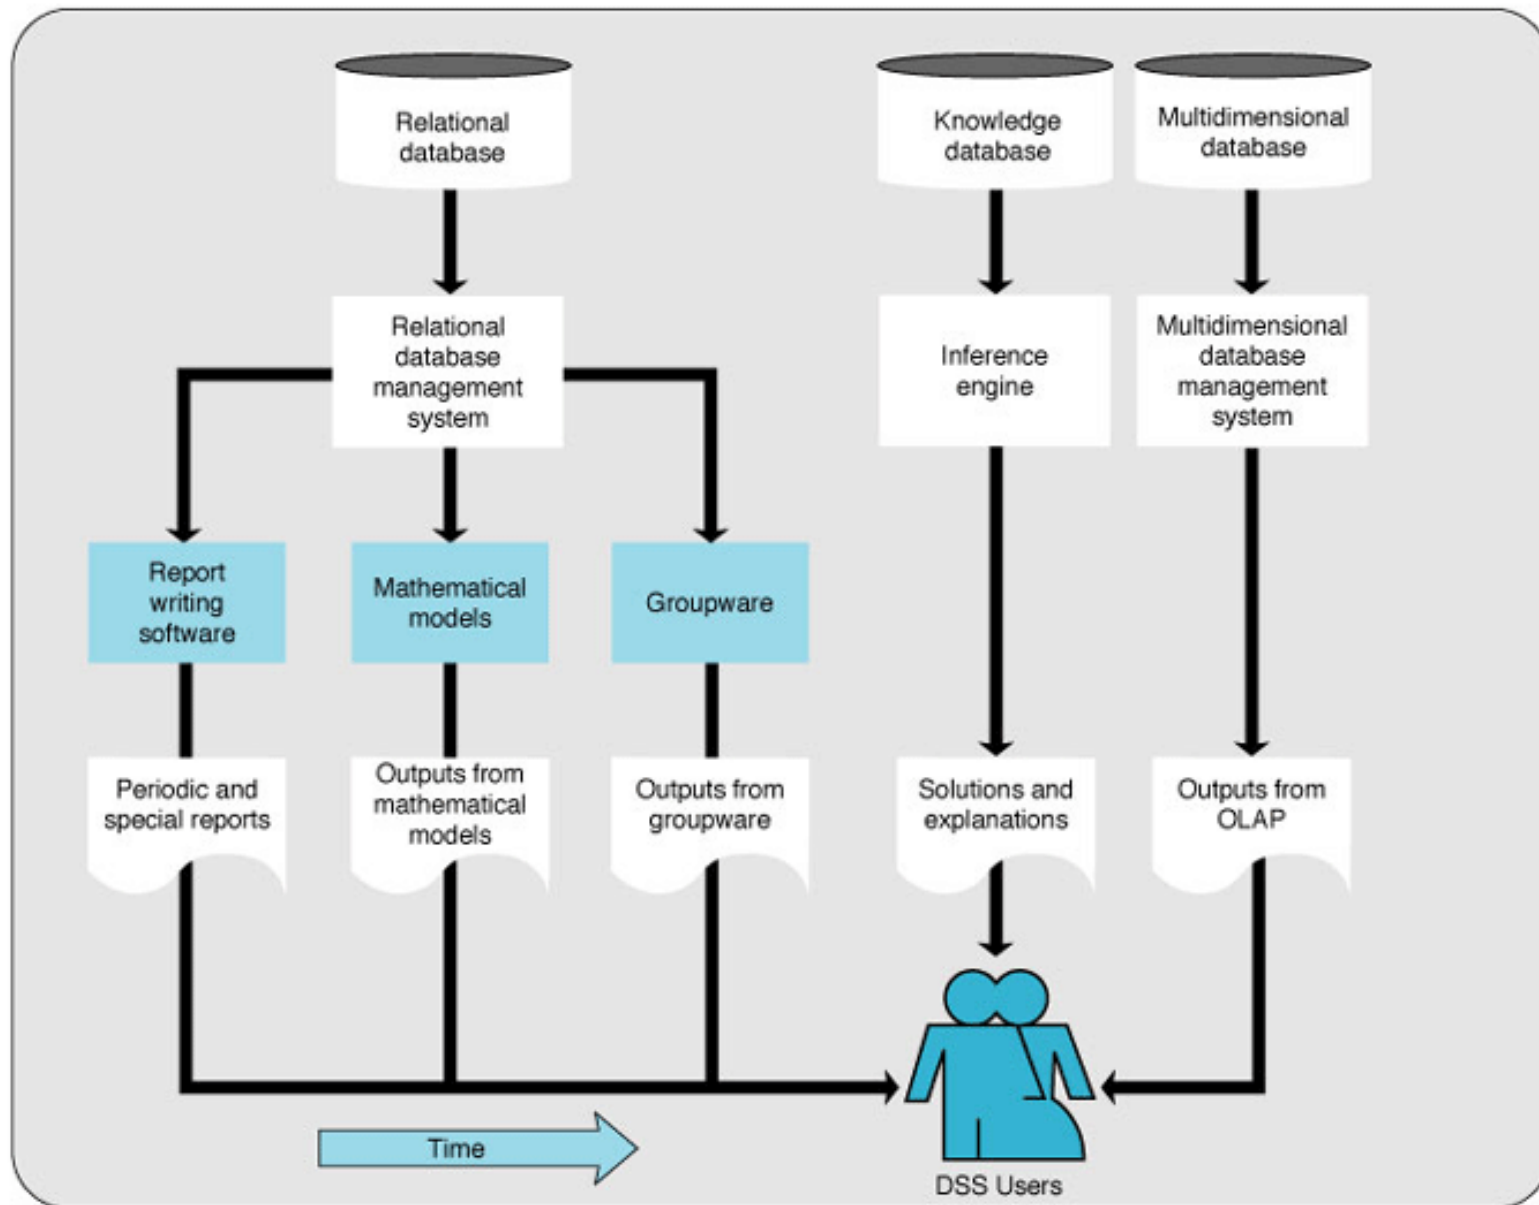 Relational
database
Knowledge
database
Multidimensional
database
Relational
database
management
system
Inference
engine
Multidimensional
database
management
system
Report
writing
software
Mathematical
models
Groupware
Periodic and
special reports
Outputs from
mathematical
models
Outputs from
groupware
Solutions and
explanations
Outputs from
OLAP
Time
DSS Users